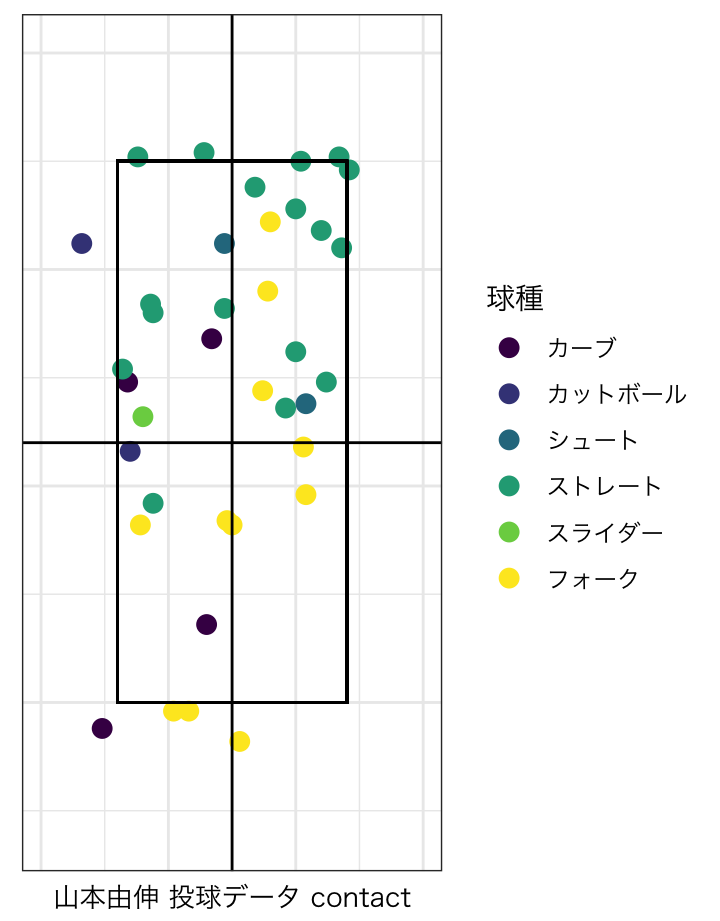 球種
カーブ
カットボール
シュート
ストレート
スライダー
フォーク
山本由伸 投球データ contact